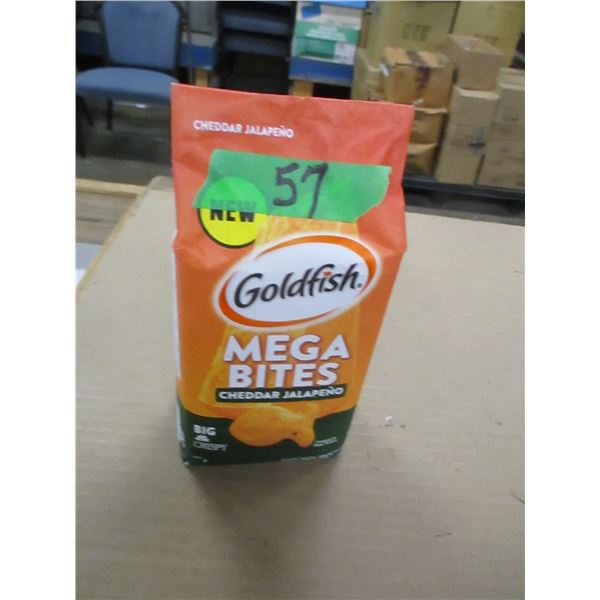 CHEDDAR JALAPEÑO
57
NEW
Goldfish®
MEGA
BITES
CHEDDAR JALAPEÑO
BIG
&
CRISPY